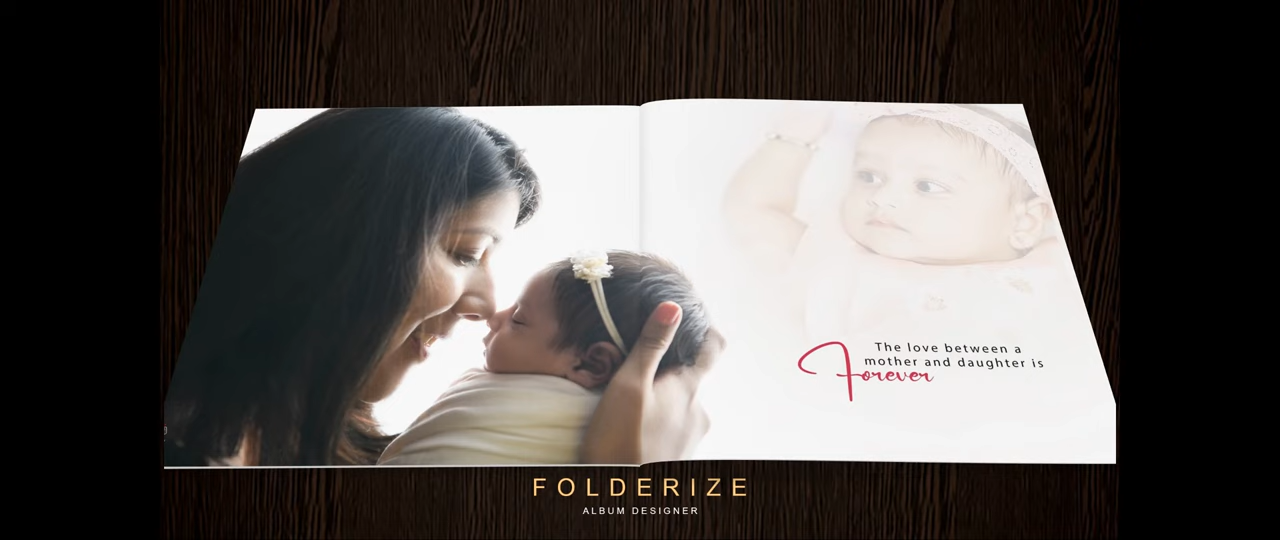 The love between a
mother and daughter is
Forever
FOLDERIZE
ALBUM DESIGNER